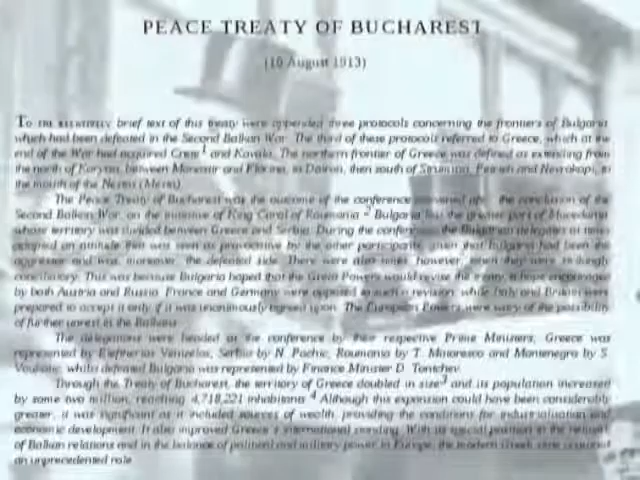 PEACE TREATY OF BUCHAREST
(10 August 1913)
TO THE RELATIVELY brief text of this treaty were appended three protocols concerning the frontiers of Bulgaria
which had been defeated in the Second Balkan War. The third of these protocols referred to Greece, which at the
end of the War had acquired Crete1 and Kavala. The northern frontier of Greece was defined as extending from
the north of Korytsa, between Monastir and Florina, to Doirani, then south of Strumitsa, Petrich and Nevrokopi, to
the mouth of the Nestos (Mesta)
The Peace Treaty of Bucharest was the outcome of the conference convened after the conclusion of the
Second Balkan War, on the initiative of King Carol of Roumania 2 Bulgaria lost the greater part of Macedonia
whose territory was divided between Greece and Serbia. During the conference the Bulgarian delegates at times
adopted an attitude that was seen as provocative by the other participants, given that Bulgaria had been the
aggressor and was, moreover, the defeated side. There were also times, however, when they were strikingly
conciliatory. This was because Bulgaria hoped that the Great Powers would revise the treaty, a hope encouraged
by both Austria and Russia. France and Germany were opposed to such a revision, while Italy and Britain were
prepared to accept it only if it was unanimously agreed upon. The European Powers were wary of the possibility
of further unrest in the Balkans
The delegations were headed at the conference by their respective Prime Ministers; Greece was
represented by Eleftherios Venizelos, Serbia by N. Pachic, Roumania by T. Maioresco and Montenegro by S.
whilst defeated Bulgaria was represented by Finance Minister D. Tontchev.
Through the Treaty of Bucharest, the territory of Greece doubled in size3 and its population increased
by some two million, reaching 4,718,221 inhabitants 4 Although this expansion could have been considerably
greater, it was significant as it included sources of wealth, providing the conditions for industrialization and
economic development. It also improved Greece's international standing. With its special position in the network
of Balkan relations and in the balance of political and military power in Europe, the modern Greek state acquired
an unprecedented role